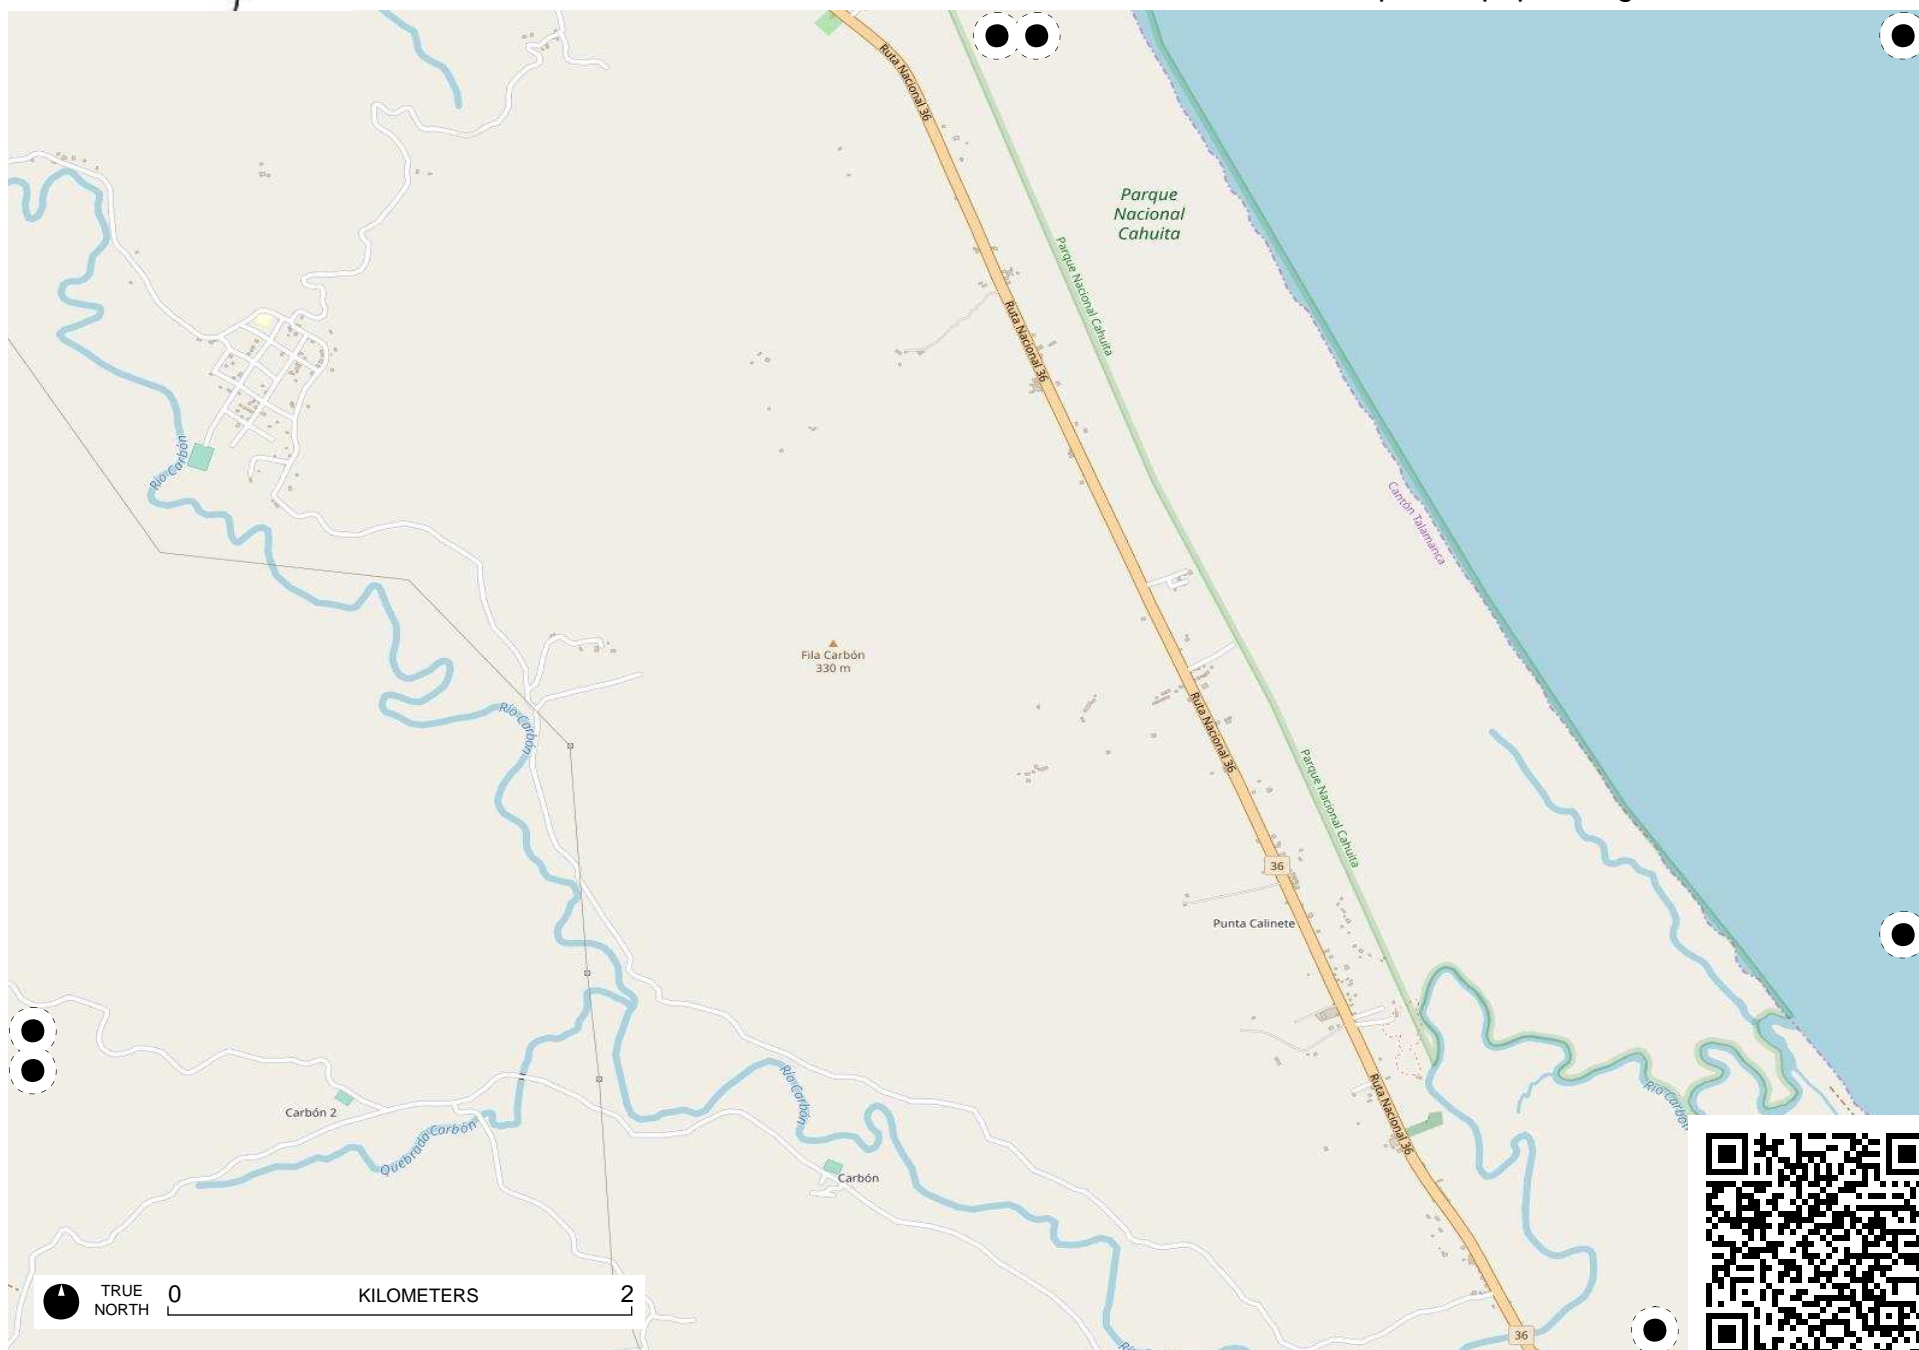 Ruta Nacional 36
Parque
Nacional
Cahuita
Parque Nacional Cahuita
Ruta Nacional 36
Río Carbón
Cantón Talamanca
Fila Carbón
330 m
Río Carbón
Ruta Nacional 36
Parque Nacional Cahuita
36
Punta Calinete
Río Carbón
Ruta Nacional 36
Río Carbón
Carbón 2
Quebrada Carbón
Carbón
TRUE
NORTH
0
KILOMETERS
2
36